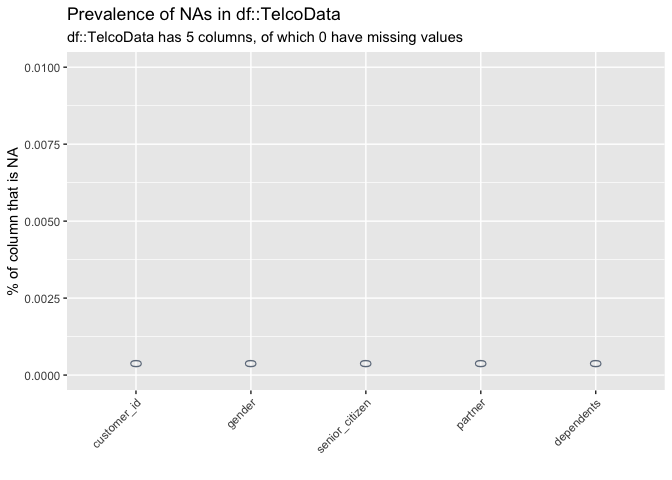 Prevalence of NAs in df::TelcoData
df::TelcoData has 5 columns, of which 0 have missing values
% of column that is NA
0.0100
0.0075
0.0050
0.0025
0.0000
0 0 0 0 0
customer_id gender senior_citizen partner dependents